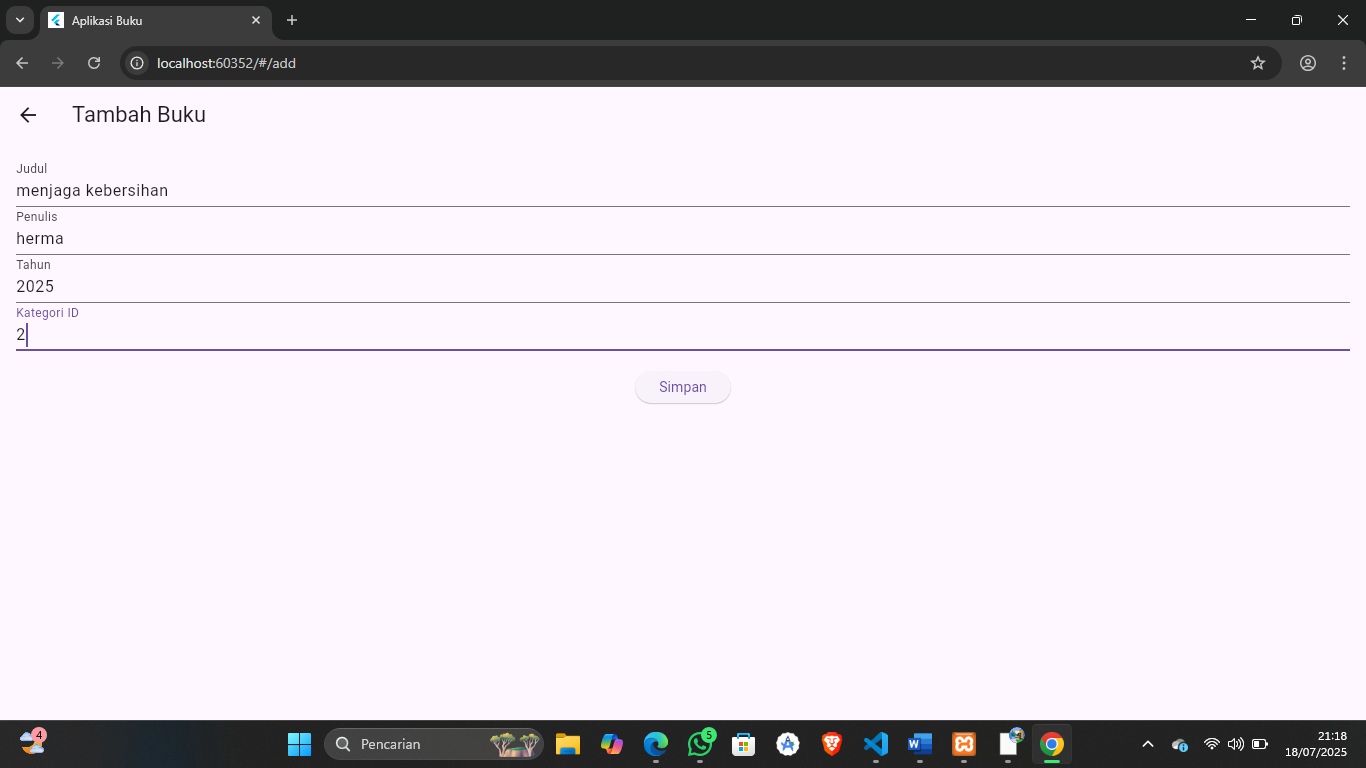 Aplikasi Buku
localhost:60352/#/add
Tambah Buku
Judul
menjaga kebersihan
Penulis
herma
Tahun
2025
Kategori ID
2
Simpan
4
Pencarian
5
21:18
18/07/2025